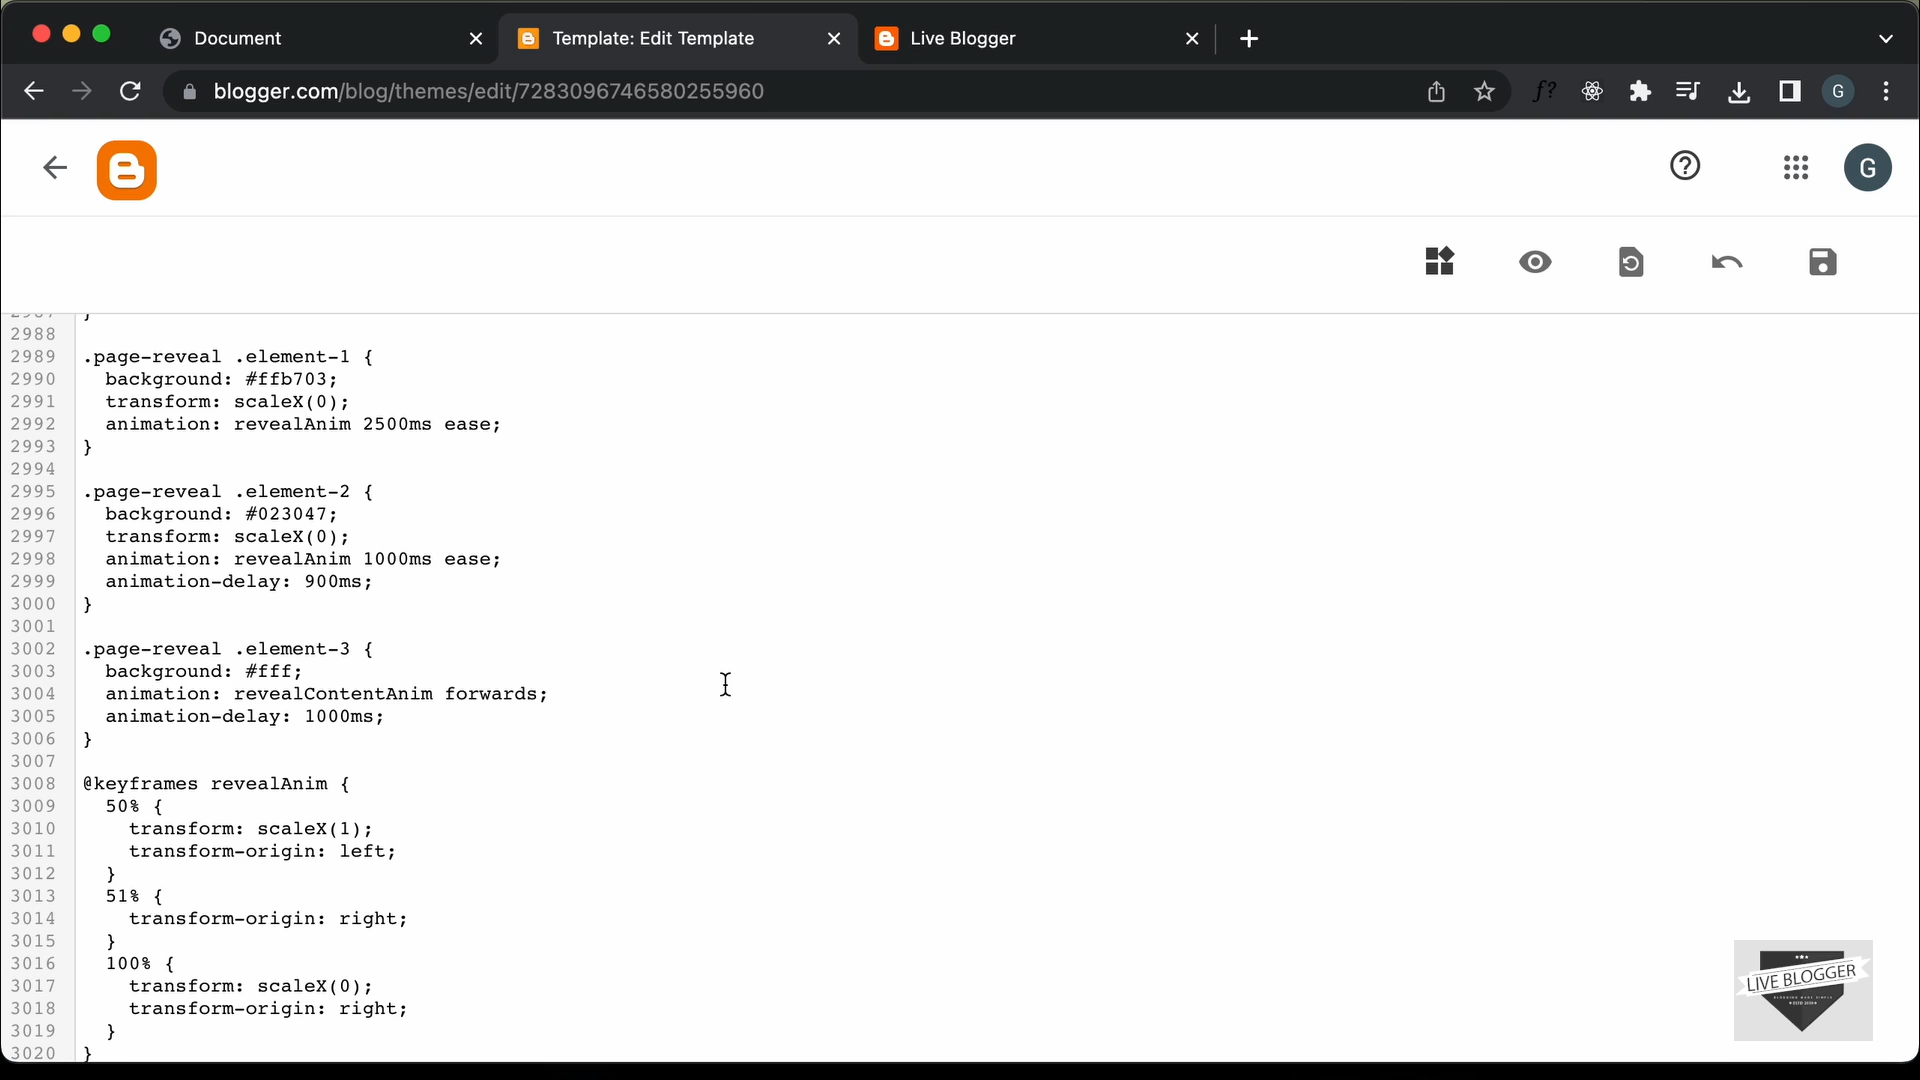 Document
Template: Edit Template
Live Blogger
blogger.com/blog/themes/edit/7283096746580255960
f?
G
G
2987 }
2988
2989 .page-reveal .element-1 {
2990 background: #ffb703;
2991 transform: scaleX(0);
2992 animation: revealAnim 2500ms ease;
2993 }
2994
2995 .page-reveal .element-2 {
2996 background: #023047;
2997 transform: scaleX(0);
2998 animation: revealAnim 1000ms ease;
2999 animation-delay: 900ms;
3000 }
3001
3002 .page-reveal .element-3 {
3003 background: #fff;
3004 animation: revealContentAnim forwards;
3005 animation-delay: 1000ms;
3006 }
3007
3008 @keyframes revealAnim {
3009 50% {
3010 transform: scaleX(1);
3011 transform-origin: left;
3012 }
3013 51% {
3014 transform-origin: right;
3015 }
3016 100% {
3017 transform: scaleX(0);
3018 transform-origin: right;
3019 }
3020 }
LIVE BLOGGER